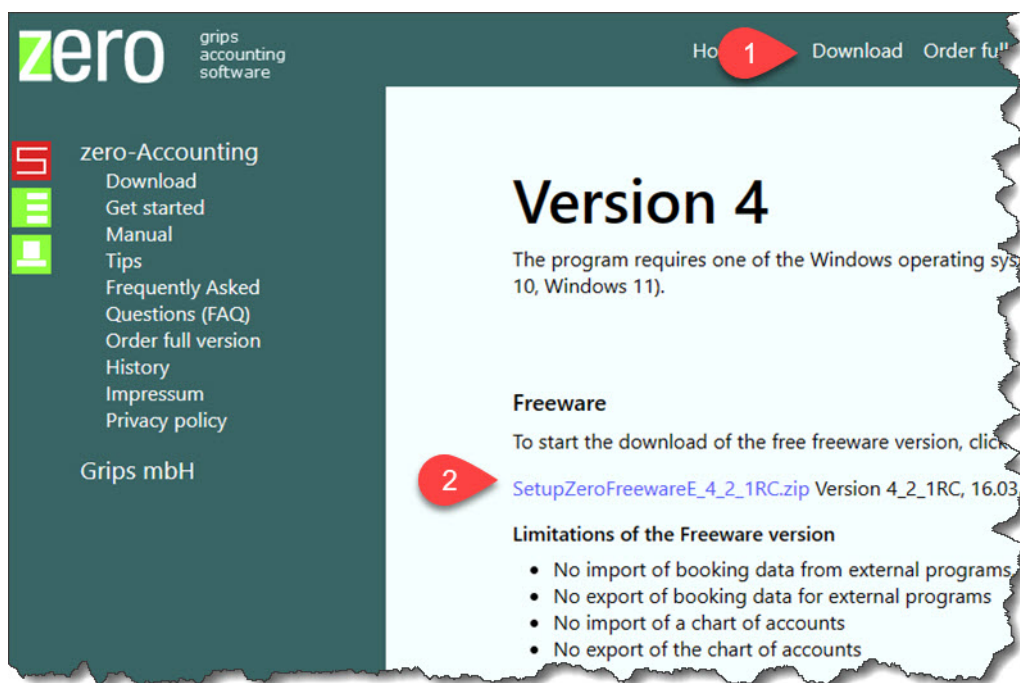 zero
grips
accounting
software
1
Download
Order full
zero-Accounting
Download
Get started
Manual
Tips
Frequently Asked
Questions (FAQ)
Order full version
History
Impressum
Privacy policy
Grips mbH
Version 4
The program requires one of the Windows operating
10, Windows 11).
Freeware
To start the download of the free freeware version,
2
SetupZeroFreewareE_4_2_1RC.zip Version 4_2_1RC, 16.03
Limitations of the Freeware version
• No import of booking data from external programs
• No export of booking data for external programs
• No import of a chart of accounts
• No export of the chart of accounts